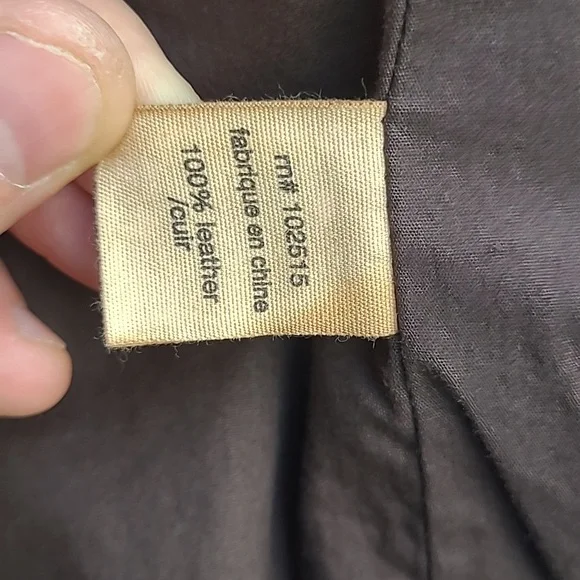 rn# 102515
fabrique en chine
100% leather
/cuir